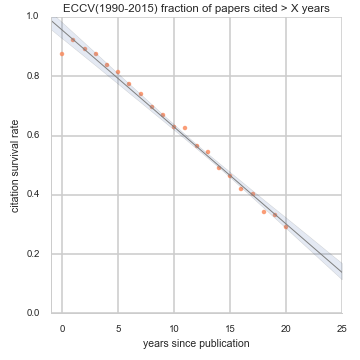 ECCV(1990-2015) fraction of papers cited > X years
1.0
0.8
0.6
0.4
0.2
0.0
citation survival rate
0 5 10 15 20 25
years since publication